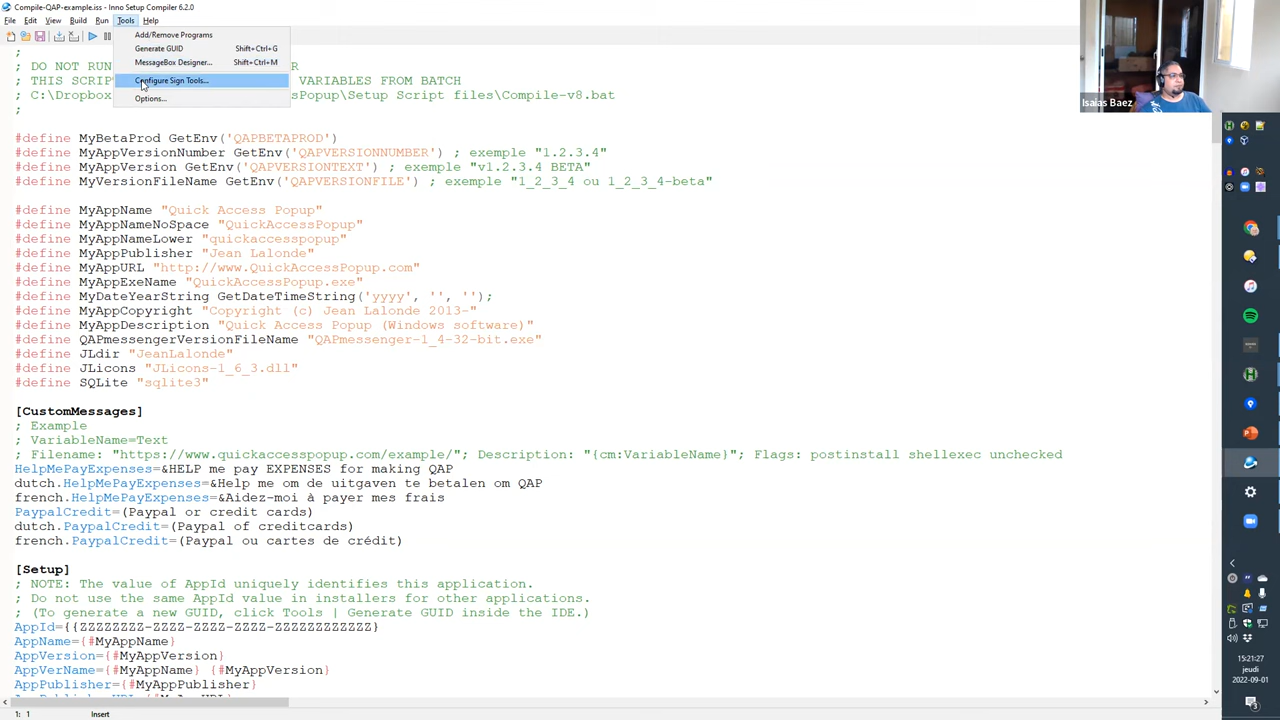 Compile-QAP-example.iss - Inno Setup Compiler 6.2.0
File Edit View Build Run Tools Help
Add/Remove Programs
Generate GUID Shift+Ctrl+G
MessageBox Designer... Shift+Ctrl+M
Configure Sign Tools...
Options...
Isaias Baez
;
; DO NOT RUN
; THIS SCRIP VARIABLES FROM BATCH
; C:\Dropbox sPopup\Setup Script files\Compile-v8.bat
;
#define MyBetaProd GetEnv('QAPBETAPROD')
#define MyAppVersionNumber GetEnv('QAPVERSIONNUMBER') ; exemple "1.2.3.4"
#define MyAppVersion GetEnv('QAPVERSIONTEXT') ; exemple "v1.2.3.4 BETA"
#define MyVersionFileName GetEnv('QAPVERSIONFILE') ; exemple "1_2_3_4 ou 1_2_3_4-beta")
#define MyAppName "Quick Access Popup"
#define MyAppNameNoSpace "QuickAccessPopup"
#define MyAppNameLower "quickaccesspopup"
#define MyAppPublisher "Jean Lalonde"
#define MyAppURL "http://www.QuickAccessPopup.com"
#define MyAppExeName "QuickAccessPopup.exe"
#define MyDateYearString GetDateTimeString('yyyy', '', '');
#define MyAppCopyright "Copyright (c) Jean Lalonde 2013-"
#define MyAppDescription "Quick Access Popup (Windows software)"
#define QAPmessengerVersionFileName "QAPmessenger-1_4-32-bit.exe"
#define JLdir "JeanLalonde"
#define JLicons "JLicons-1_6_3.dll"
#define SQLite "sqlite3"
[CustomMessages]
; Example
; VariableName=Text
; Filename: "https://www.quickaccesspopup.com/example/"; Description: "{cm:VariableName}"; Flags: postinstall shellexec unchecked
HelpMePayExpenses=&HELP me pay EXPENSES for making QAP
dutch.HelpMePayExpenses=&Help me om de uitgaven te betalen om QAP
french.HelpMePayExpenses=&Aidez-moi à payer mes frais
PaypalCredit=(Paypal or credit cards)
dutch.PaypalCredit=(Paypal of creditcards)
french.PaypalCredit=(Paypal ou cartes de crédit)
[Setup]
; NOTE: The value of AppId uniquely identifies this application.
; Do not use the same AppId value in installers for other applications.
; (To generate a new GUID, click Tools | Generate GUID inside the IDE.)
AppId={{ZZZZZZZZ-ZZZZ-ZZZZ-ZZZZ-ZZZZZZZZZZZZ}
AppName={#MyAppName}
AppVersion={#MyAppVersion}
AppVerName={#MyAppName} {#MyAppVersion}
AppPublisher={#MyAppPublisher}
1: 1 Insert
15:21:27
jeudi
2022-09-01